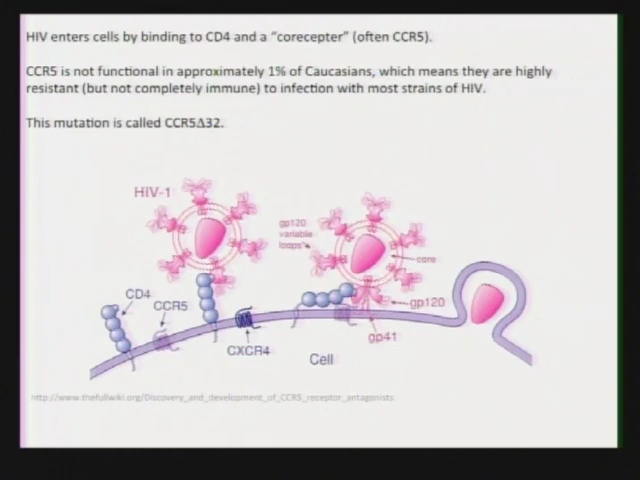 HIV enters cells by binding to CD4 and a “corecepter” (often CCR5).
CCR5 is not functional in approximately 1% of Caucasians, which means they are highly
resistant (but not completely immune) to infection with most strains of HIV.
This mutation is called CCR5Δ32.
HIV-1
gp120
variable
loops
core
CD4
CCR5
gp120
gp41
CXCR4
Cell
http://www.thefullwiki.org/Discovery_and_development_of_CCR5_receptor_antagonists